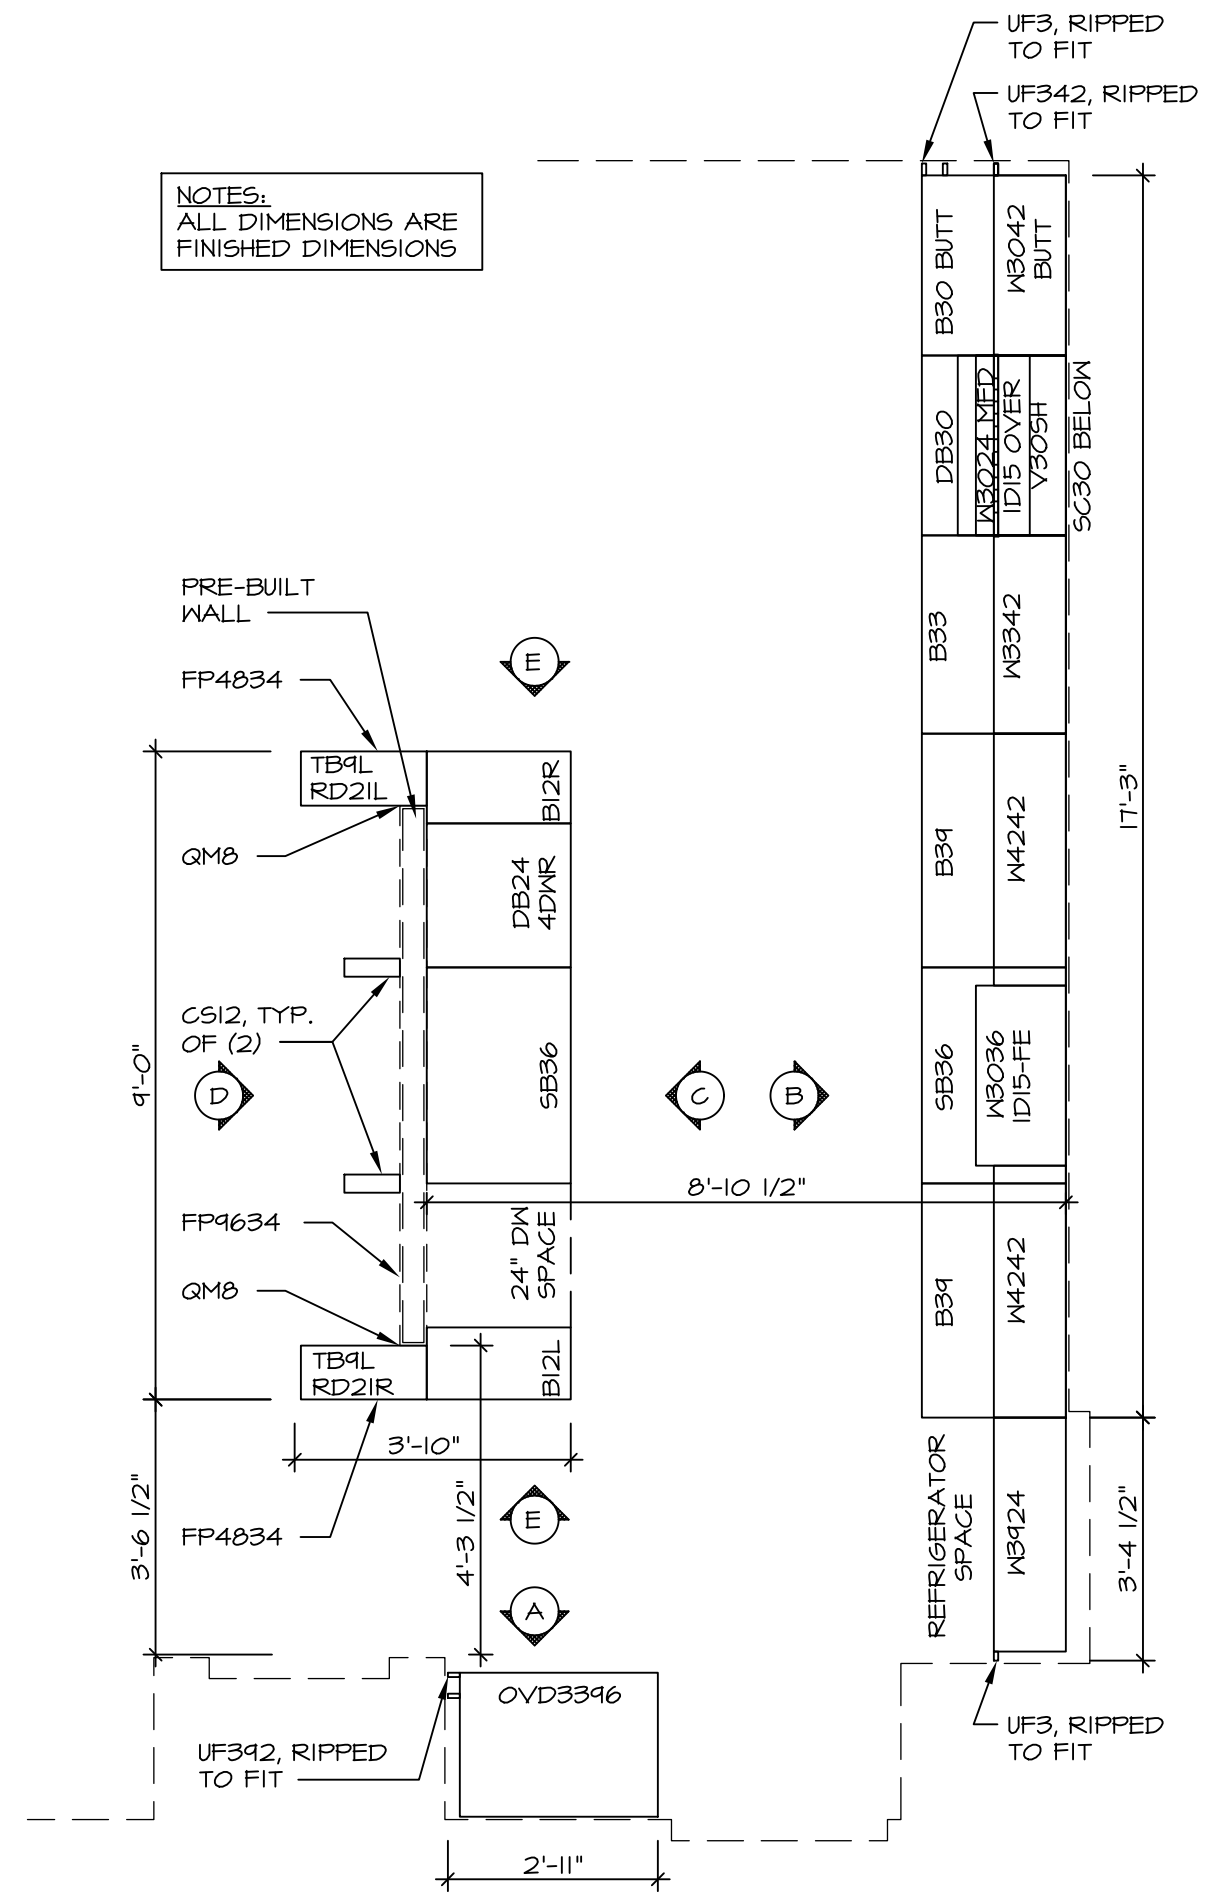 UF3, RIPPED
TO FIT
UF342, RIPPED
TO FIT
NOTES:
ALL DIMENSIONS ARE
FINISHED DIMENSIONS
B30 BUTT
W3042
BUTT
DB30
W3024 MFD
1D15 OVER
V30SH
SC30 BELOW
PRE-BUILT
WALL
FP4834
E
B33
W3342
TB9L
RD21L
B12R
17'-3"
QM8
DB24
4DWR
B39
W4242
CS12, TYP.
OF (2)
9'-0"
D
SB36
C
B
SB36
W3036
1D15-FE
8'-10 1/2"
FP9634
24" DW
SPACE
QM8
B39
W4242
TB9L
RD21R
B12L
3'-10"
3'-6 1/2"
FP4834
4'-3 1/2"
E
REFRIGERATOR
SPACE
W3924
3'-4 1/2"
A
OVD3396
UF392, RIPPED
TO FIT
UF3, RIPPED
TO FIT
2'-11"